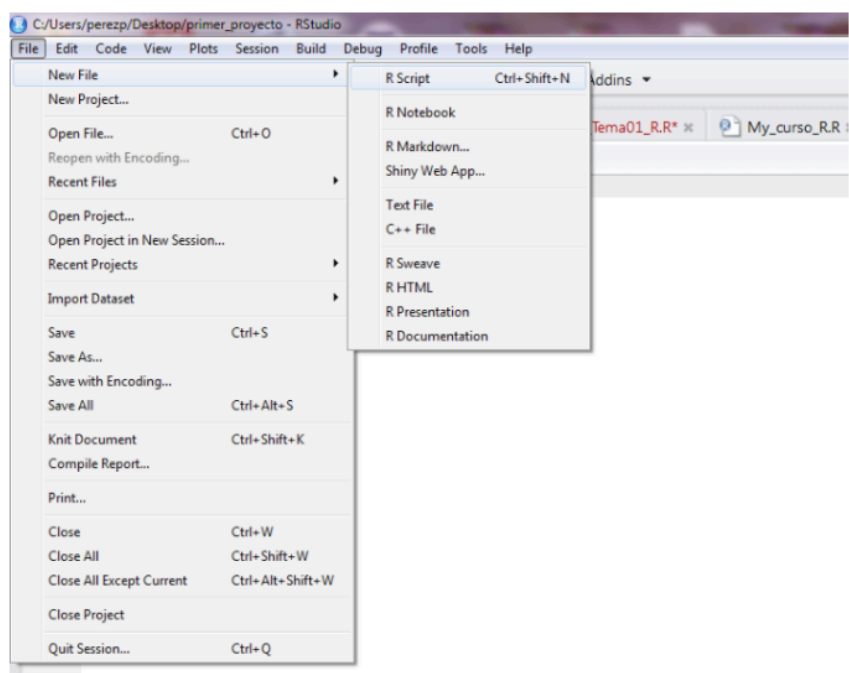 C:/Users/perezp/Desktop/primer_proyecto - RStudio
File Edit Code View Plots Session Build Debug Profile Tools Help
New File
New Project...
Open File... Ctrl+O
Reopen with Encoding...
Recent Files
Open Project...
Open Project in New Session...
Recent Projects
Import Dataset
Save Ctrl+S
Save As...
Save with Encoding...
Save All Ctrl+Alt+S
Knit Document Ctrl+Shift+K
Compile Report...
Print...
Close Ctrl+W
Close All Ctrl+Shift+W
Close All Except Current Ctrl+Alt+Shift+W
Close Project
Quit Session... Ctrl+Q
R Script Ctrl+Shift+N
R Notebook
R Markdown...
Shiny Web App...
Text File
C++ File
R Sweave
R HTML
R Presentation
R Documentation
Addins
Tema01_R.R* My_curso_R.R